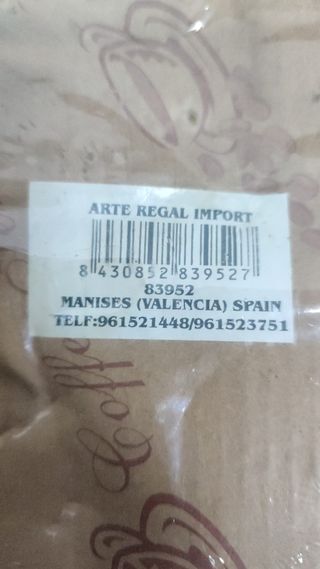 ARTE REGAL IMPORT
8 430852 839527
83952
MANISES (VALENCIA) SPAIN
TELF:961521448/961523751
Coffee